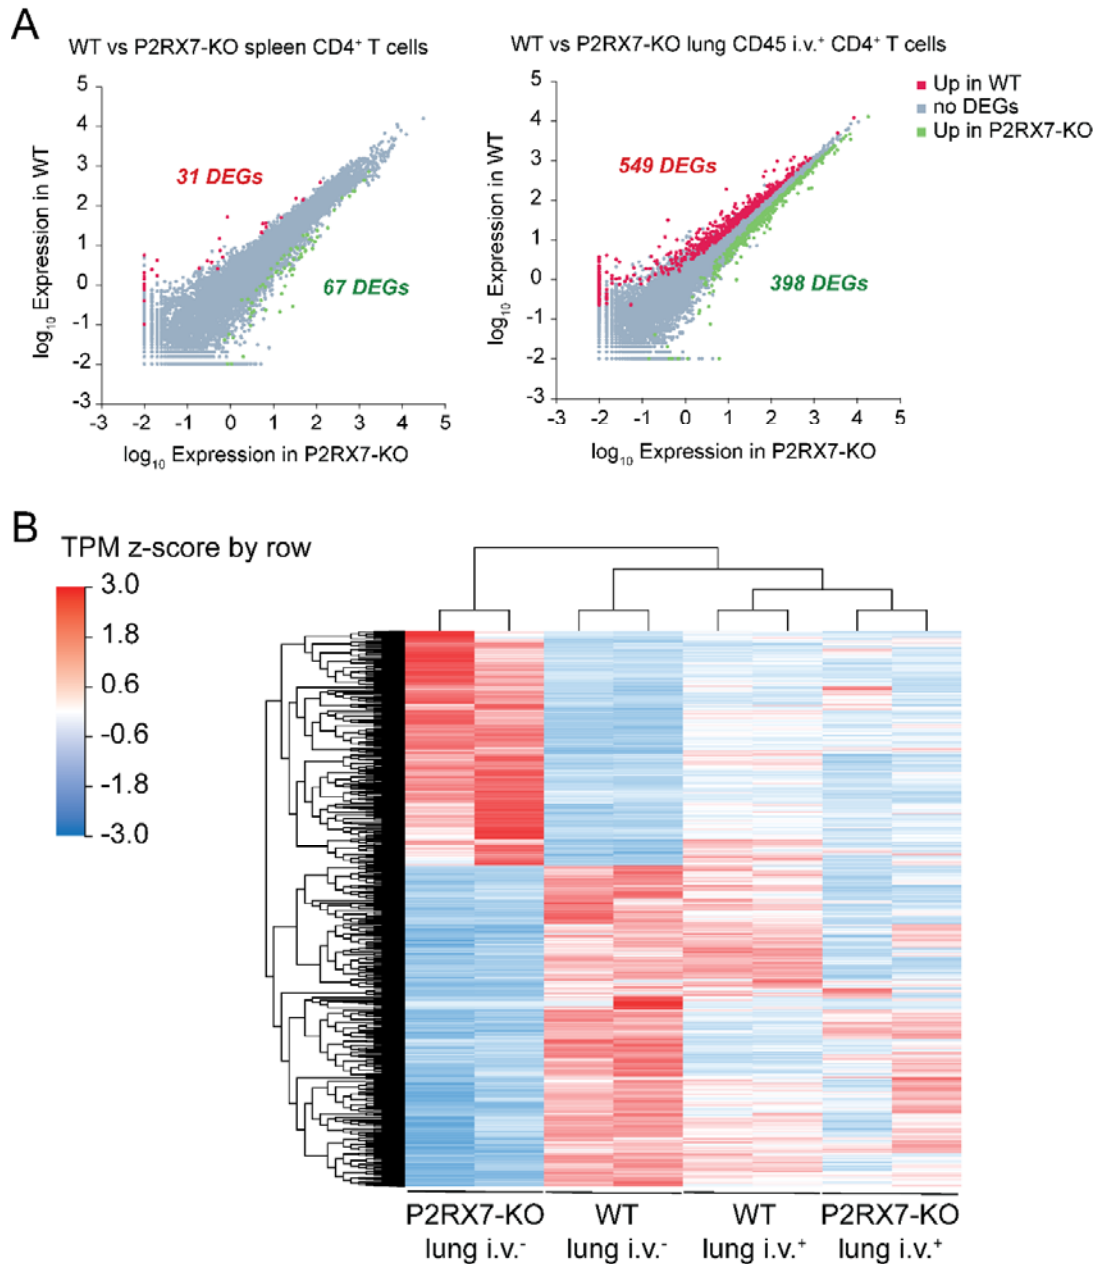 A
WT vs P2RX7-KO spleen CD4⁺ T cells
5
4
3
2
1
0
-1
-2
-3
log₁₀ Expression in WT
31 DEGs
67 DEGs
-3 -2 -1 0 1 2 3 4 5
log₁₀ Expression in P2RX7-KO
WT vs P2RX7-KO lung CD45 i.v.⁺ CD4⁺ T cells
5
4
3
2
1
0
-1
-2
-3
log₁₀ Expression in WT
549 DEGs
398 DEGs
-3 -2 -1 0 1 2 3 4 5
log₁₀ Expression in P2RX7-KO
Up in WT
no DEGs
Up in P2RX7-KO
B
TPM z-score by row
3.0
1.8
0.6
-0.6
-1.8
-3.0
P2RX7-KO
lung i.v.⁻
WT
lung i.v.⁻
WT
lung i.v.⁺
P2RX7-KO
lung i.v.⁺